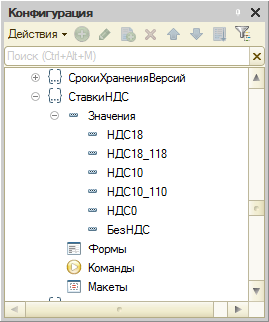 Конфигурация
Действия
Поиск (Ctrl+Alt+M)
СрокиХраненияВерсий
СтавкиНДС
Значения
НДС18
НДС18_118
НДС10
НДС10_110
НДС0
БезНДС
Формы
Команды
Макеты